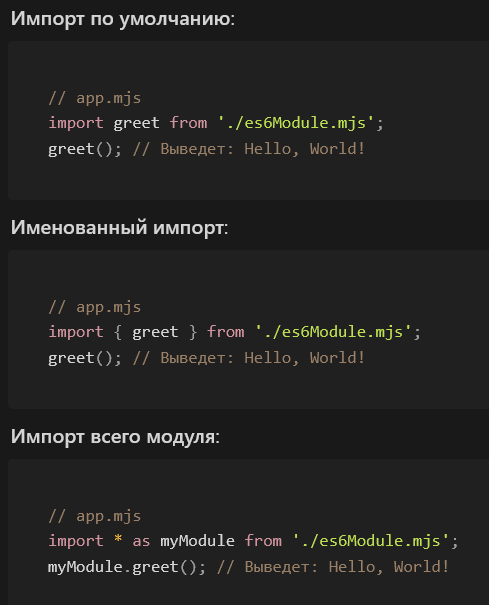 Импорт по умолчанию:
// app.mjs
import greet from './es6Module.mjs';
greet(); // Выведет: Hello, World!
Именованный импорт:
// app.mjs
import { greet } from './es6Module.mjs';
greet(); // Выведет: Hello, World!
Импорт всего модуля:
// app.mjs
import * as myModule from './es6Module.mjs';
myModule.greet(); // Выведет: Hello, World!